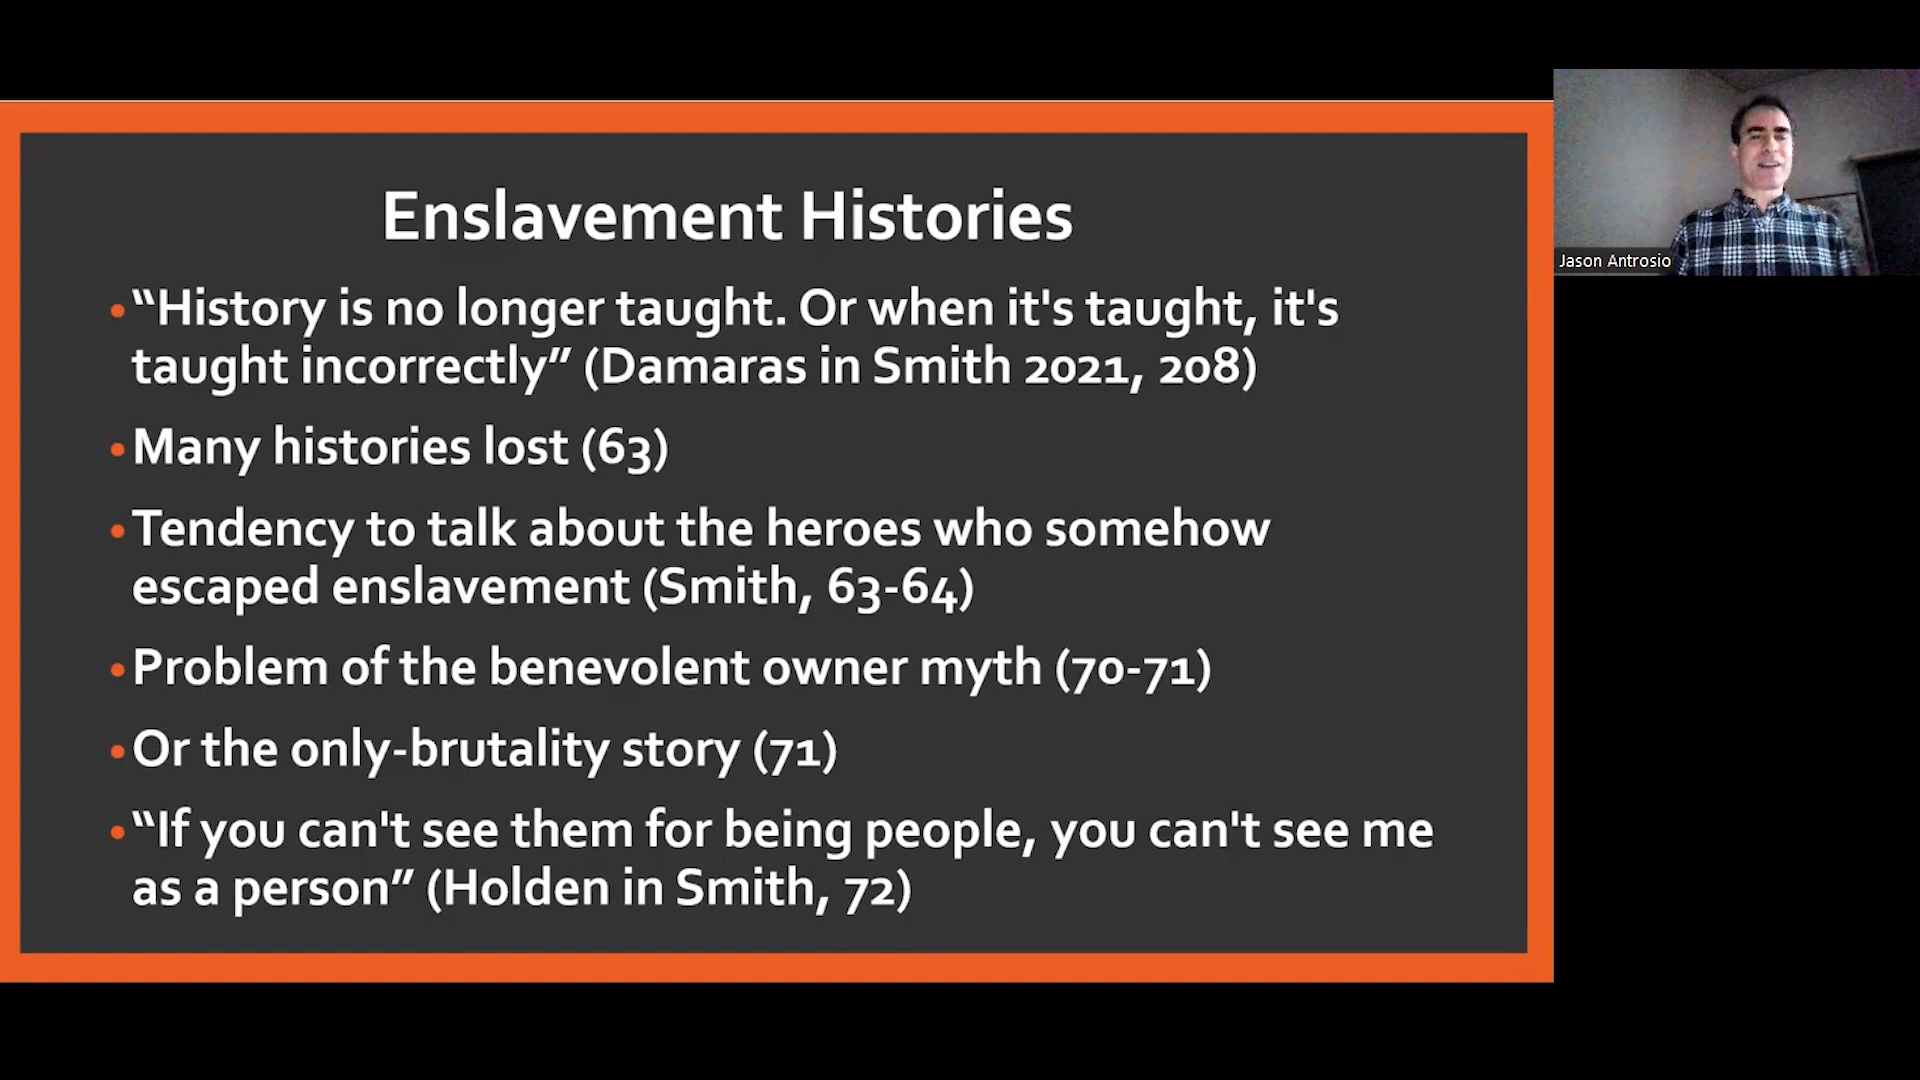 Enslavement Histories
• “History is no longer taught. Or when it's taught, it's
taught incorrectly” (Damaras in Smith 2021, 208)
• Many histories lost (63)
• Tendency to talk about the heroes who somehow
escaped enslavement (Smith, 63-64)
• Problem of the benevolent owner myth (70-71)
• Or the only-brutality story (71)
• “If you can't see them for being people, you can't see me
as a person” (Holden in Smith, 72)
Jason Antrosio